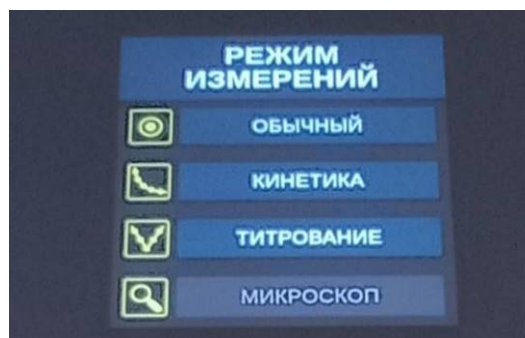 РЕЖИМ
ИЗМЕРЕНИЙ
ОБЫЧНЫЙ
КИНЕТИКА
ТИТРОВАНИЕ
МИКРОСКОП